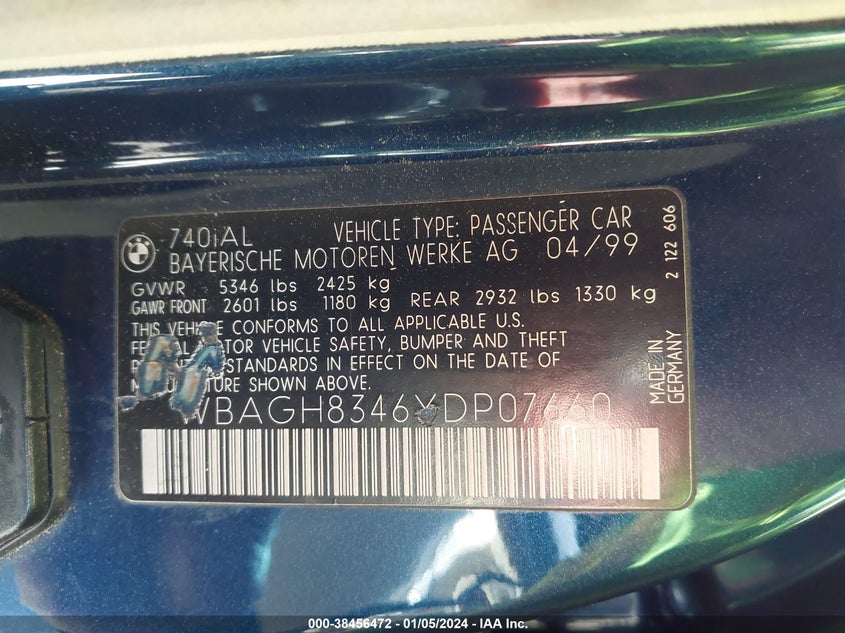 BMW
740iAL VEHICLE TYPE: PASSENGER CAR
BAYERISCHE MOTOREN WERKE AG 04/99
GVWR 5346 lbs 2425 kg
GAWR FRONT 2601 lbs 1180 kg REAR 2932 lbs 1330 kg
THIS VEHICLE CONFORMS TO ALL APPLICABLE U.S.
MOTOR VEHICLE SAFETY, BUMPER AND THEFT
STANDARDS IN EFFECT ON THE DATE OF
SHOWN ABOVE.
WBAGH8346XDP07660
2 122 606
MADE IN
GERMANY
000-38456472 - 01/05/2024 - IAA Inc.